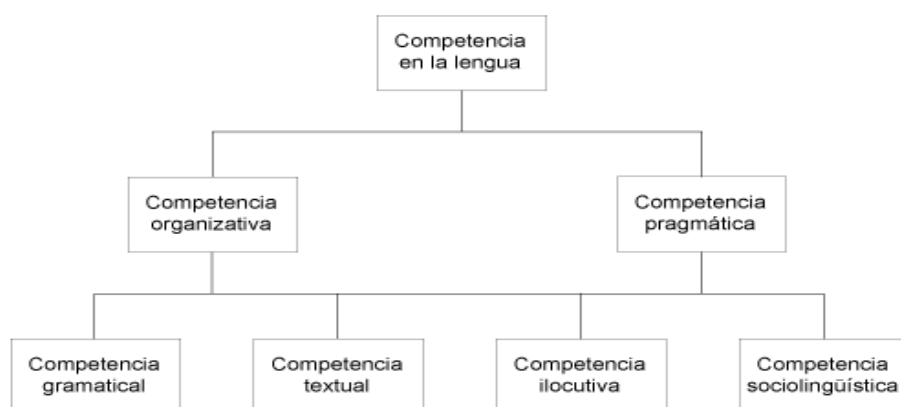 Competencia
en la lengua
Competencia
organizativa
Competencia
pragmática
Competencia
gramatical
Competencia
textual
Competencia
ilocutiva
Competencia
sociolingüística